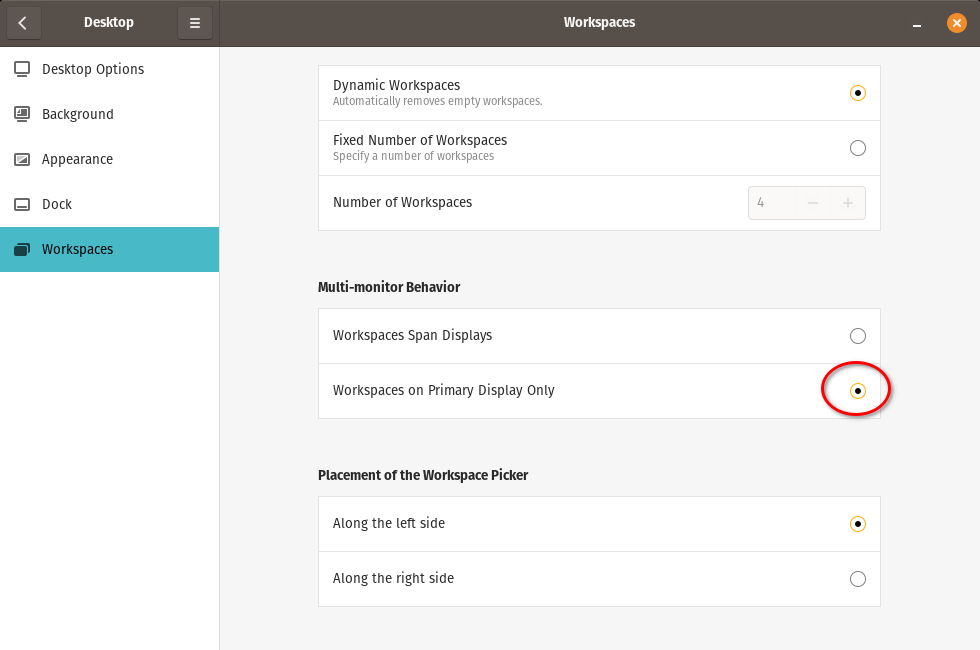 Desktop
Workspaces
Desktop Options
Background
Appearance
Dock
Workspaces
Dynamic Workspaces
Automatically removes empty workspaces.
Fixed Number of Workspaces
Specify a number of workspaces
Number of Workspaces
4
Multi-monitor Behavior
Workspaces Span Displays
Workspaces on Primary Display Only
Placement of the Workspace Picker
Along the left side
Along the right side